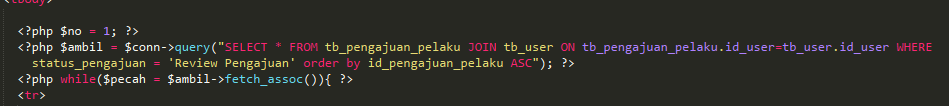 <tbody>
<?php $no = 1; ?>
<?php $ambil = $conn->query("SELECT * FROM tb_pengajuan_pelaku JOIN tb_user ON tb_pengajuan_pelaku.id_user=tb_user.id_user WHERE
status_pengajuan = 'Review Pengajuan' order by id_pengajuan_pelaku ASC"); ?>
<?php while($pecah = $ambil->fetch_assoc()){ ?>
<tr>